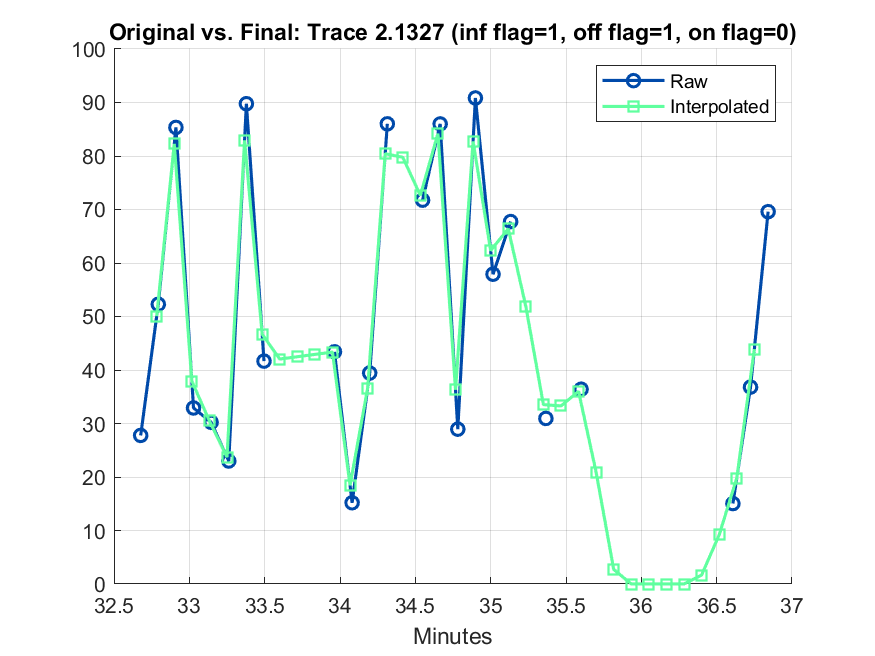 Original vs. Final: Trace 2.1327 (inf flag=1, off flag=1, on flag=0)
100
90
80
70
60
50
40
30
20
10
0
Raw
Interpolated
32.5 33 33.5 34 34.5 35 35.5 36 36.5 37
Minutes